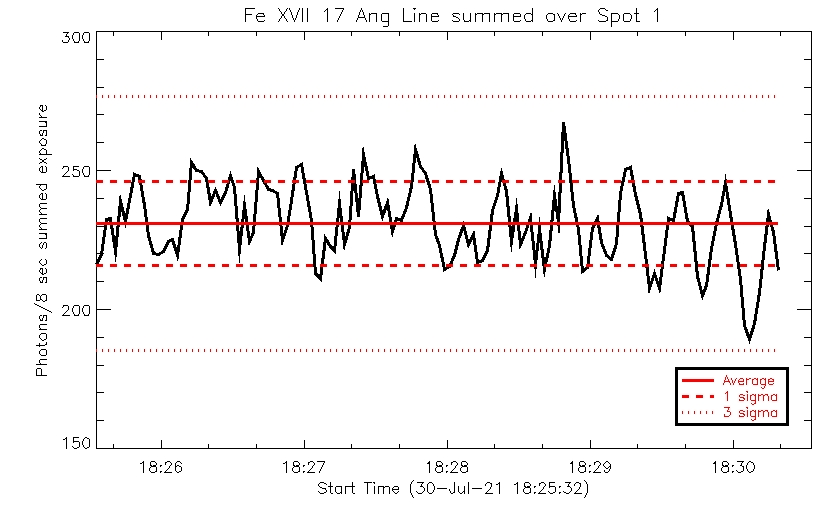 Fe XVII 17 Ang Line summed over Spot 1
Photons/8 sec summed exposure
300
250
200
150
Average
1 sigma
3 sigma
18:26 18:27 18:28 18:29 18:30
Start Time (30-Jul-21 18:25:32)